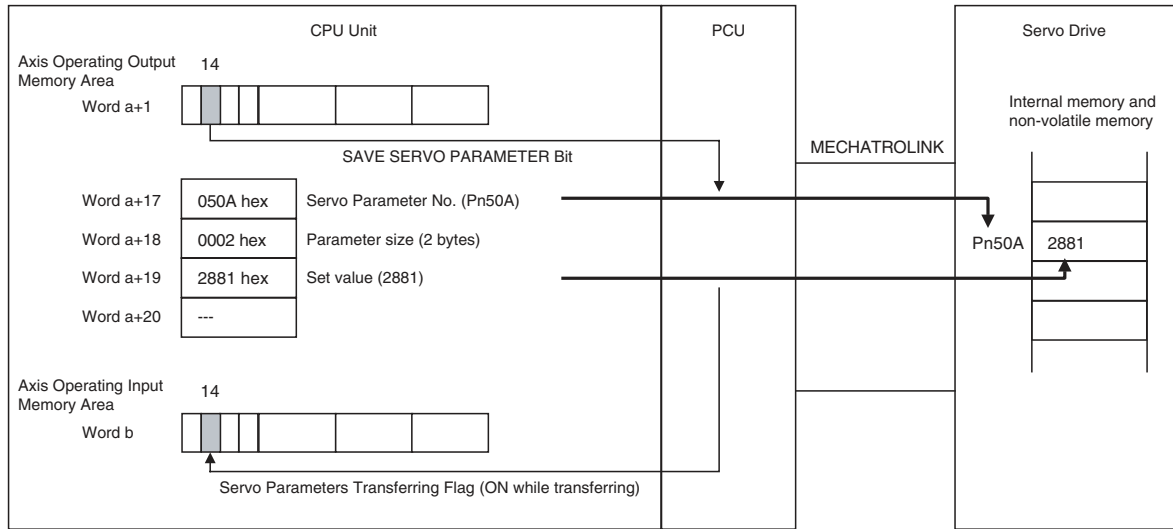 CPU Unit
PCU
Servo Drive
Axis Operating Output
Memory Area
14
Word a+1
SAVE SERVO PARAMETER Bit
MECHATROLINK
Internal memory and
non-volatile memory
Word a+17
050A hex
Servo Parameter No. (Pn50A)
Word a+18
0002 hex
Parameter size (2 bytes)
Pn50A
2881
Word a+19
2881 hex
Set value (2881)
Word a+20
---
Axis Operating Input
Memory Area
14
Word b
Servo Parameters Transferring Flag (ON while transferring)